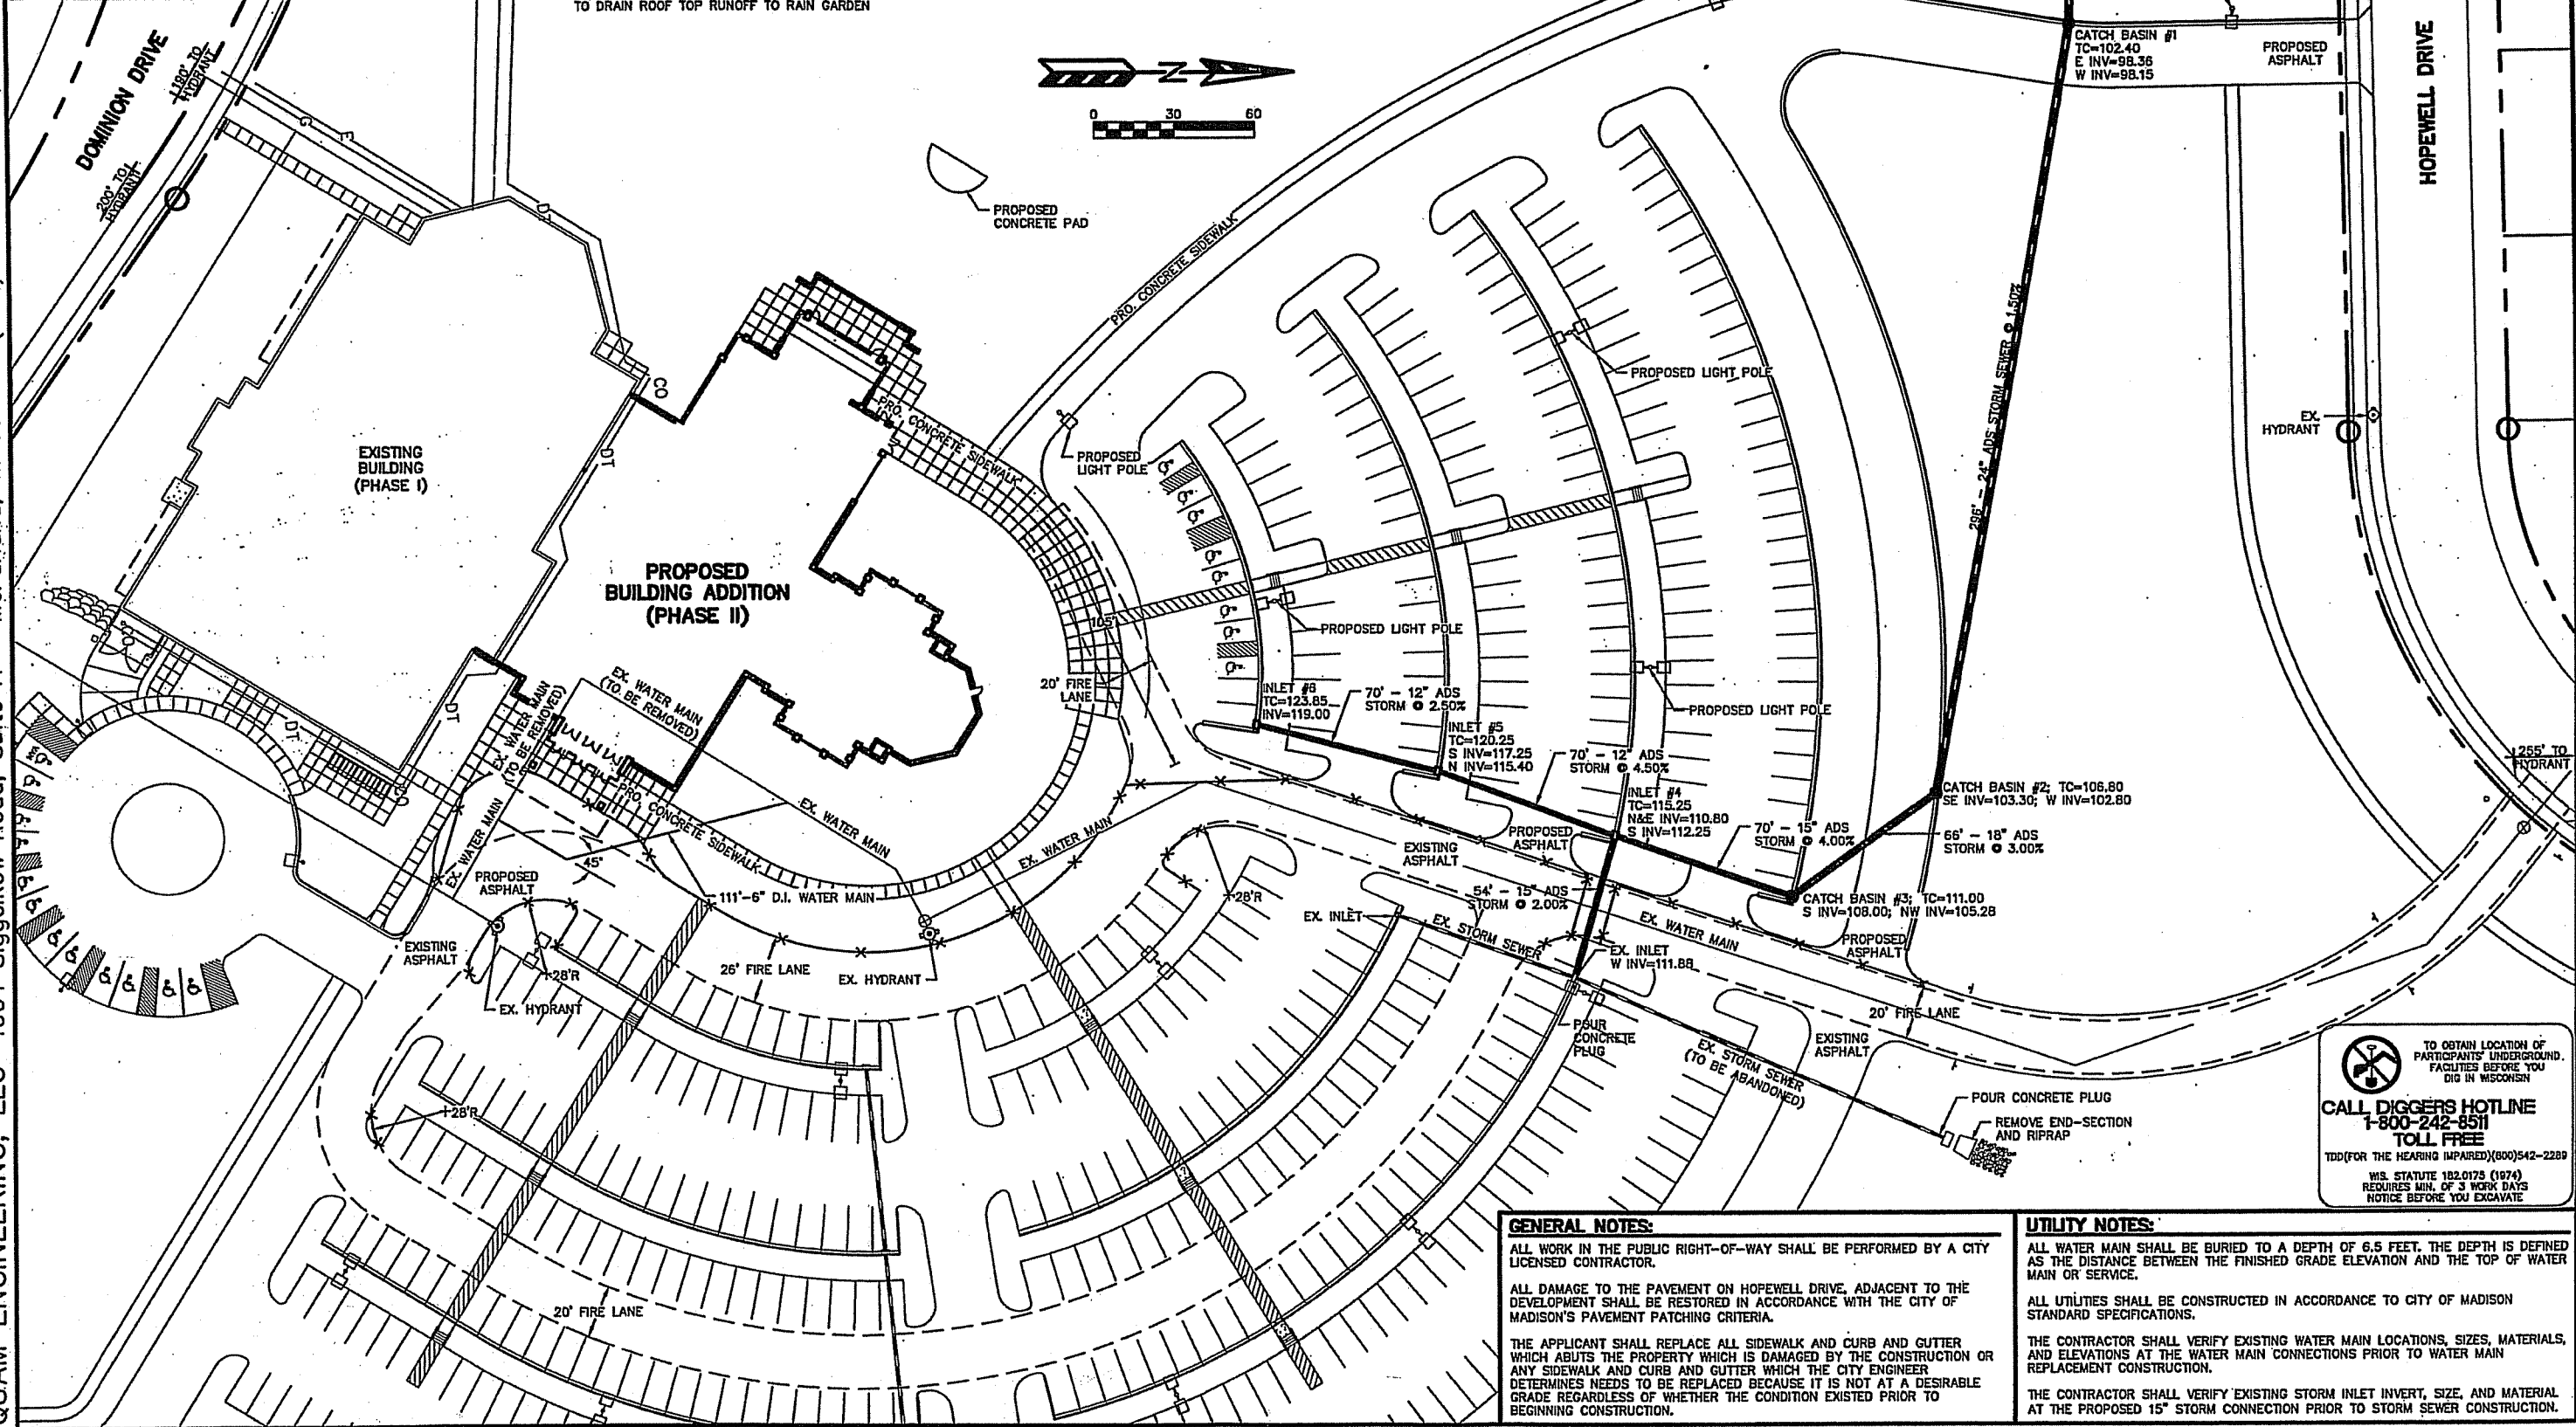 TO DRAIN ROOF TOP RUNOFF TO RAIN GARDEN
DOMINION DRIVE
1180' TO
HYDRANT
200' TO
HYDRANT
N
0 30 60
PROPOSED
CONCRETE PAD
PRO. CONCRETE SIDEWALK
CATCH BASIN #1
TC=102.40
E INV=98.36
W INV=98.15
PROPOSED
ASPHALT
HOPEWELL DRIVE
G
E
DT
CO
EXISTING
BUILDING
(PHASE I)
DT
PRO. CONCRETE SIDEWALK
PROPOSED
LIGHT POLE
PROPOSED LIGHT POLE
296' - 24" ADS STORM SEWER @ 1.50%
EX.
HYDRANT
PROPOSED
BUILDING ADDITION
(PHASE II)
105'
20' FIRE
LANE
PROPOSED LIGHT POLE
PROPOSED LIGHT POLE
EX. WATER MAIN
(TO BE REMOVED)
EX. WATER MAIN
(TO BE REMOVED)
DT
DT
INLET #6
TC=123.85
INV=119.00
70' - 12" ADS
STORM @ 2.50%
INLET #5
TC=120.25
S INV=117.25
N INV=115.40
70' - 12" ADS
STORM @ 4.50%
INLET #4
TC=115.25
N&E INV=110.80
S INV=112.25
70' - 15" ADS
STORM @ 4.00%
CATCH BASIN #2; TC=106.80
SE INV=103.30; W INV=102.80
66' - 18" ADS
STORM @ 3.00%
CATCH BASIN #3; TC=111.00
S INV=108.00; NW INV=105.28
255' TO
HYDRANT
PRO. CONCRETE SIDEWALK
EX. WATER MAIN
EX. WATER MAIN
EX. WATER MAIN
45'
PROPOSED
ASPHALT
111'-6" D.I. WATER MAIN
EXISTING
ASPHALT
PROPOSED
ASPHALT
54' - 15" ADS
STORM @ 2.00%
EX. INLET
EX. STORM SEWER
EX. WATER MAIN
PROPOSED
ASPHALT
EX. INLET
W INV=111.88
28'R
28'R
28'R
EXISTING
ASPHALT
EX. HYDRANT
26' FIRE LANE
EX. HYDRANT
20' FIRE LANE
POUR
CONCRETE
PLUG
EX. STORM SEWER
(TO BE ABANDONED)
EXISTING
ASPHALT
POUR CONCRETE PLUG
REMOVE END-SECTION
AND RIPRAP
20' FIRE LANE
TO OBTAIN LOCATION OF
PARTICIPANTS' UNDERGROUND
FACILITIES BEFORE YOU
DIG IN WISCONSIN
CALL DIGGERS HOTLINE
1-800-242-8511
TOLL FREE
TDD(FOR THE HEARING IMPAIRED)(800)542-2289
WIS. STATUTE 182.0175 (1974)
REQUIRES MIN. OF 3 WORK DAYS
NOTICE BEFORE YOU EXCAVATE
GENERAL NOTES:
ALL WORK IN THE PUBLIC RIGHT-OF-WAY SHALL BE PERFORMED BY A CITY
LICENSED CONTRACTOR.
ALL DAMAGE TO THE PAVEMENT ON HOPEWELL DRIVE, ADJACENT TO THE
DEVELOPMENT SHALL BE RESTORED IN ACCORDANCE WITH THE CITY OF
MADISON'S PAVEMENT PATCHING CRITERIA.
THE APPLICANT SHALL REPLACE ALL SIDEWALK AND CURB AND GUTTER
WHICH ABUTS THE PROPERTY WHICH IS DAMAGED BY THE CONSTRUCTION OR
ANY SIDEWALK AND CURB AND GUTTER WHICH THE CITY ENGINEER
DETERMINES NEEDS TO BE REPLACED BECAUSE IT IS NOT AT A DESIRABLE
GRADE REGARDLESS OF WHETHER THE CONDITION EXISTED PRIOR TO
BEGINNING CONSTRUCTION.
UTILITY NOTES:
ALL WATER MAIN SHALL BE BURIED TO A DEPTH OF 6.5 FEET. THE DEPTH IS DEFINED
AS THE DISTANCE BETWEEN THE FINISHED GRADE ELEVATION AND THE TOP OF WATER
MAIN OR SERVICE.
ALL UTILITIES SHALL BE CONSTRUCTED IN ACCORDANCE TO CITY OF MADISON
STANDARD SPECIFICATIONS.
THE CONTRACTOR SHALL VERIFY EXISTING WATER MAIN LOCATIONS, SIZES, MATERIALS,
AND ELEVATIONS AT THE WATER MAIN CONNECTIONS PRIOR TO WATER MAIN
REPLACEMENT CONSTRUCTION.
THE CONTRACTOR SHALL VERIFY EXISTING STORM INLET INVERT, SIZE, AND MATERIAL
AT THE PROPOSED 15" STORM CONNECTION PRIOR TO STORM SEWER CONSTRUCTION.